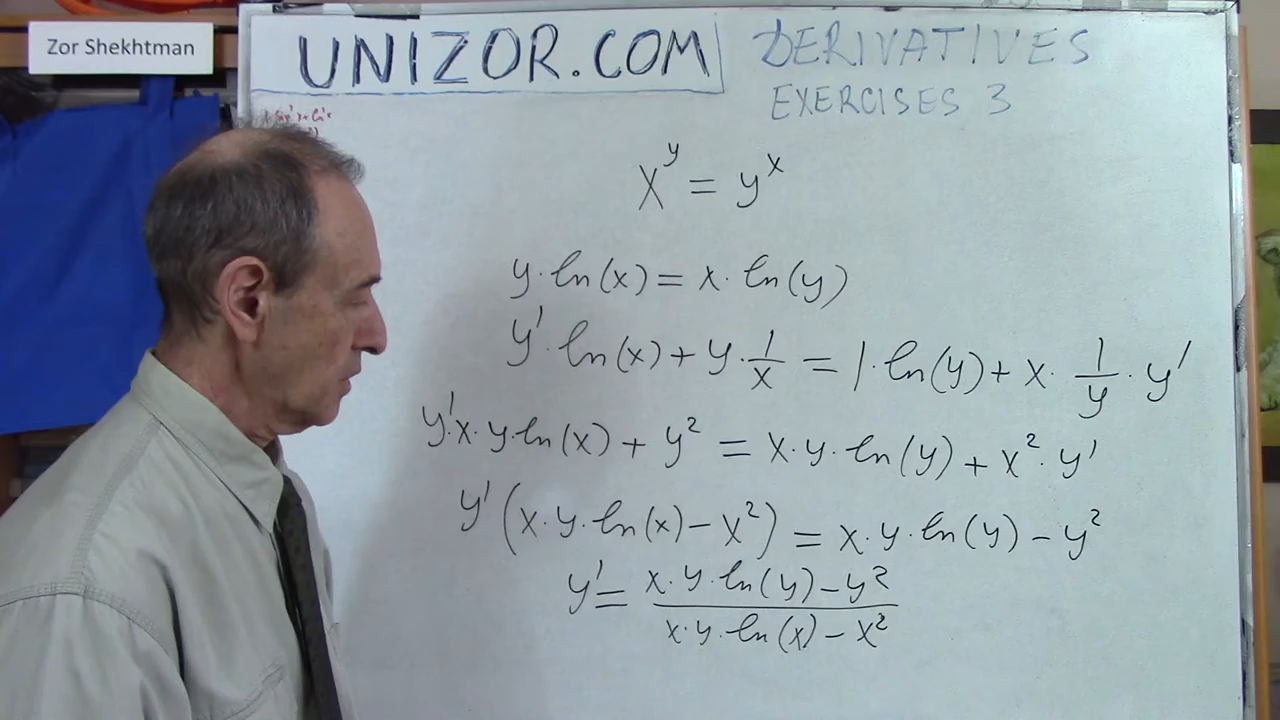 Zor Shekhtman
UNIZOR.COM
DERIVATIVES
EXERCISES 3
x^y = y^x
y·ln(x) = x·ln(y)
y'·ln(x) + y·1/x = 1·ln(y) + x·1/y·y'
y'·x·y·ln(x) + y² = x·y·ln(y) + x²·y'
y'(x·y·ln(x) – x²) = x·y·ln(y) – y²
y' = (x·y·ln(y) – y²)/(x·y·ln(x) – x²)